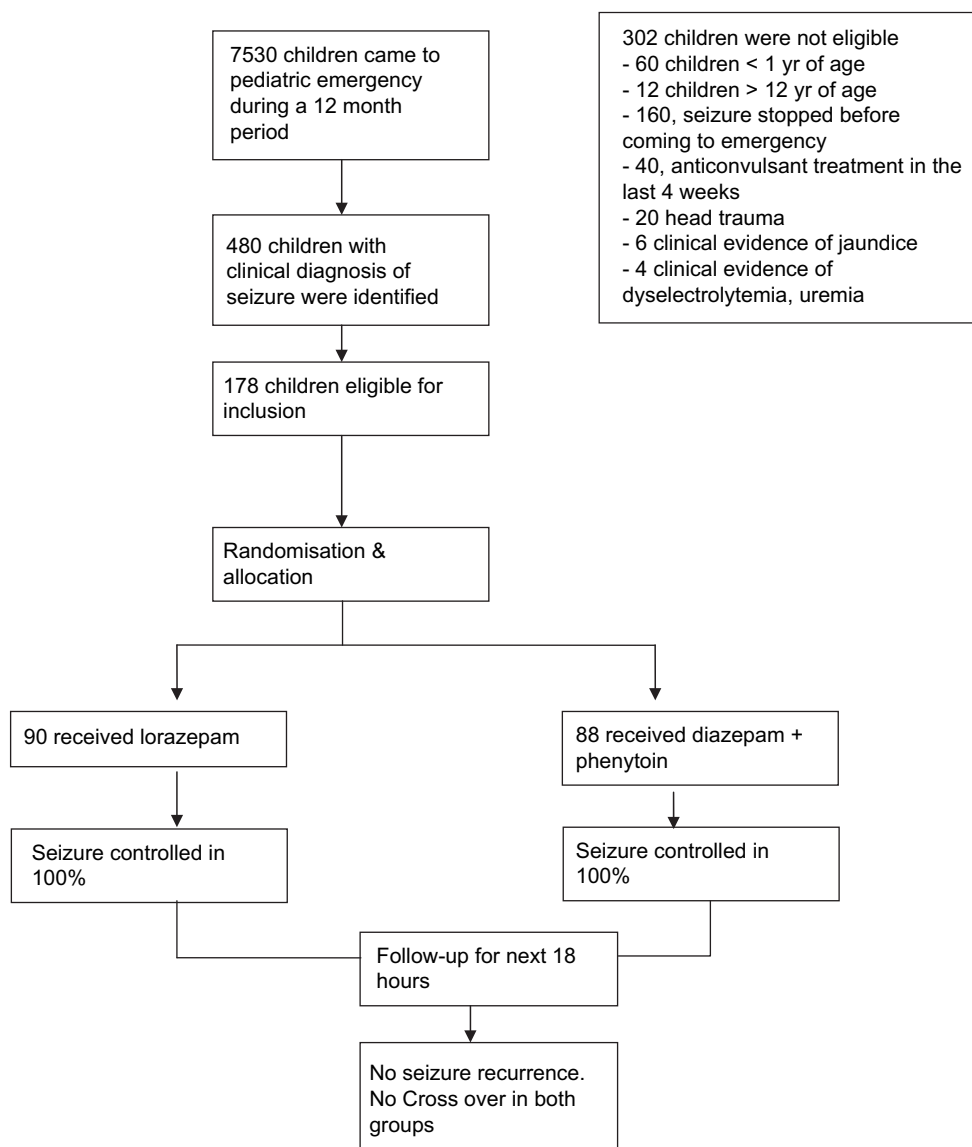 7530 children came to
pediatric emergency
during a 12 month
period
302 children were not eligible
- 60 children < 1 yr of age
- 12 children > 12 yr of age
- 160, seizure stopped before
coming to emergency
- 40, anticonvulsant treatment in the
last 4 weeks
- 20 head trauma
- 6 clinical evidence of jaundice
- 4 clinical evidence of
dyselectrolytemia, uremia
480 children with
clinical diagnosis of
seizure were identified
178 children eligible for
inclusion
Randomisation &
allocation
90 received lorazepam
88 received diazepam +
phenytoin
Seizure controlled in
100%
Seizure controlled in
100%
Follow-up for next 18
hours
No seizure recurrence.
No Cross over in both
groups